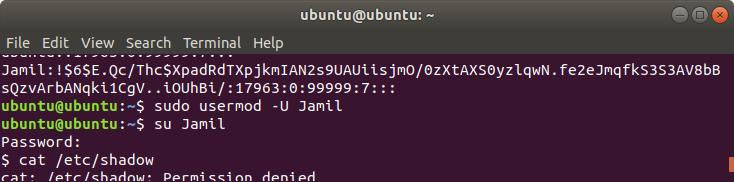 ubuntu@ubuntu: ~
File Edit View Search Terminal Help
Jamil:!$6$E.Qc/Thc$XpadRdTXpjkmIAN2s9UAUiisjmO/0zXtAXS0yzlqwN.fe2eJmqfkS3S3AV8bB
sQzvArbANqki1CgV..iOUhBi/:17963:0:99999:7:::
ubuntu@ubuntu:~$ sudo usermod -U Jamil
ubuntu@ubuntu:~$ su Jamil
Password:
$ cat /etc/shadow
cat: /etc/shadow: Permission denied